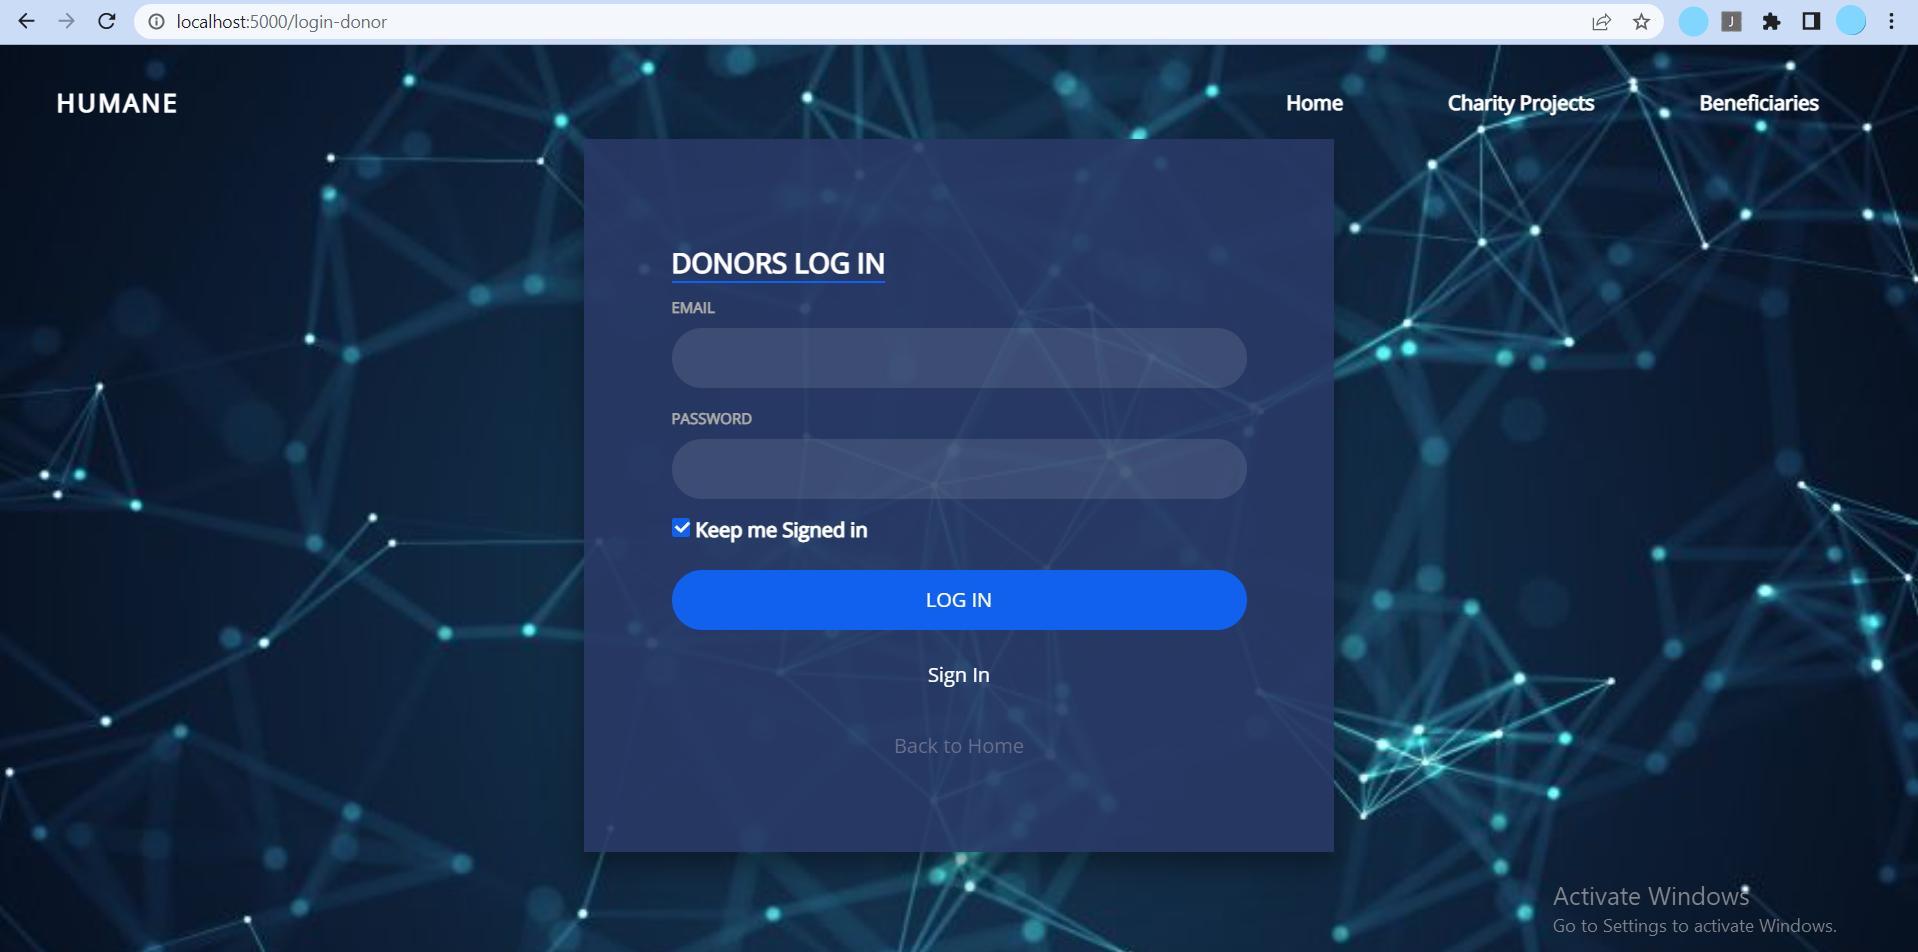 localhost:5000/login-donor
J
HUMANE
Home
Charity Projects
Beneficiaries
DONORS LOG IN
EMAIL
PASSWORD
Keep me Signed in
LOG IN
Sign In
Back to Home
Activate Windows
Go to Settings to activate Windows.